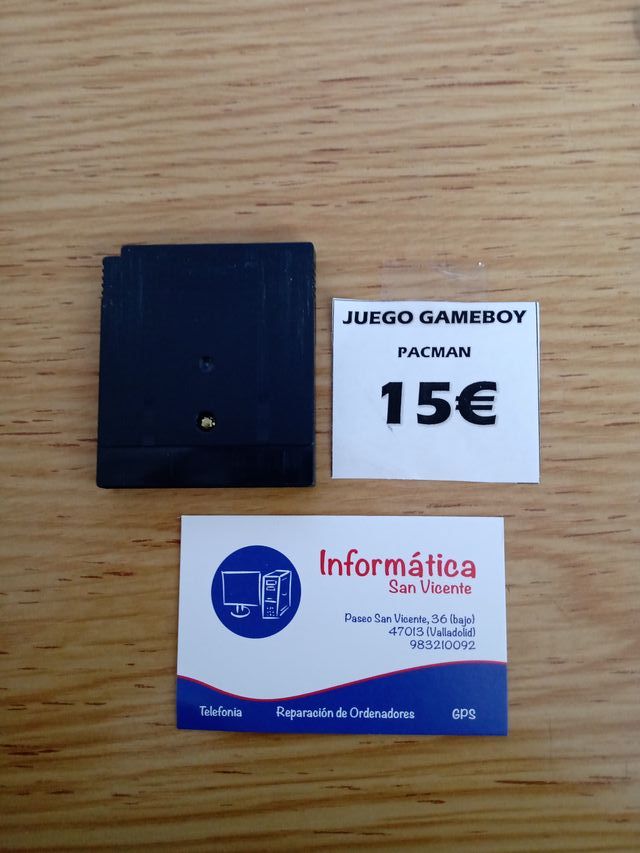 JUEGO GAMEBOY
PACMAN
15€
Informática
San Vicente
Paseo San Vicente, 36 (bajo)
47013 (Valladolid)
983210092
Telefonia Reparación de Ordenadores GPS